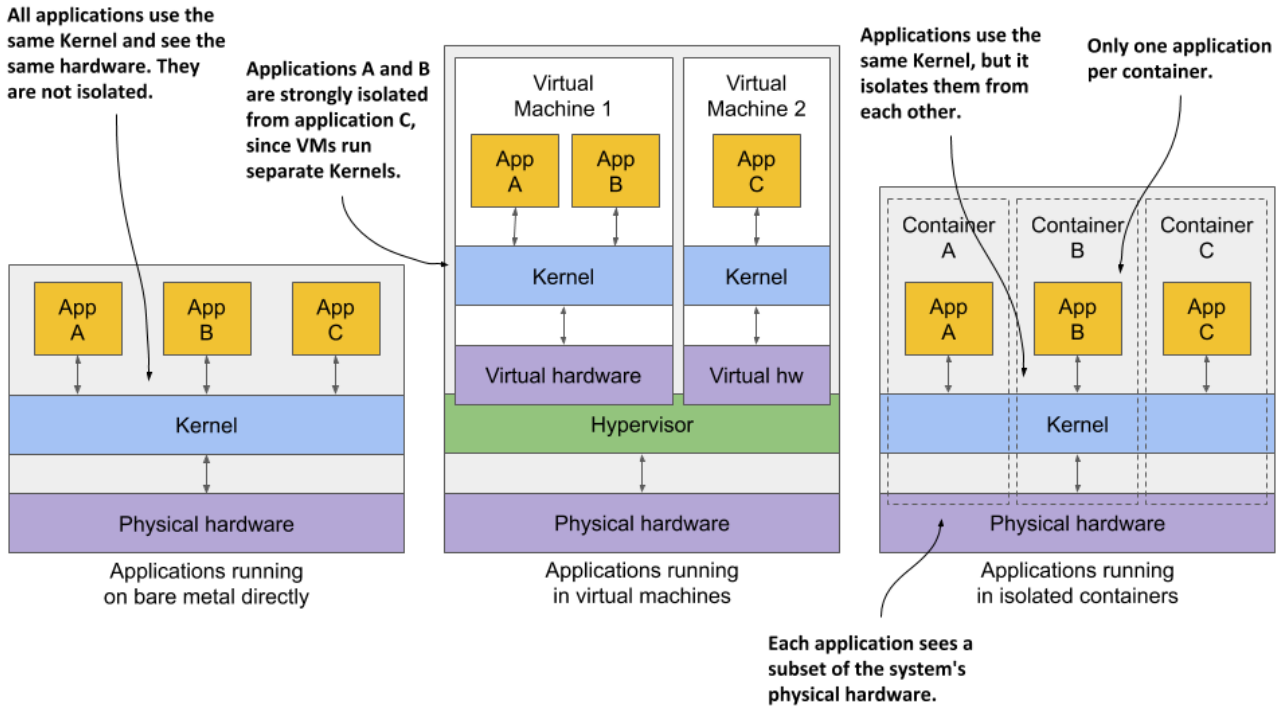 All applications use the
same Kernel and see the
same hardware. They
are not isolated.
Applications A and B
are strongly isolated
from application C,
since VMs run
separate Kernels.
Applications use the
same Kernel, but it
isolates them from
each other.
Only one application
per container.
App
A
App
B
App
C
Kernel
Physical hardware
Applications running
on bare metal directly
Virtual
Machine 1
Virtual
Machine 2
App
A
App
B
App
C
Kernel
Kernel
Virtual hardware
Virtual hw
Hypervisor
Physical hardware
Applications running
in virtual machines
Container
A
Container
B
Container
C
App
A
App
B
App
C
Kernel
Physical hardware
Applications running
in isolated containers
Each application sees a
subset of the system's
physical hardware.